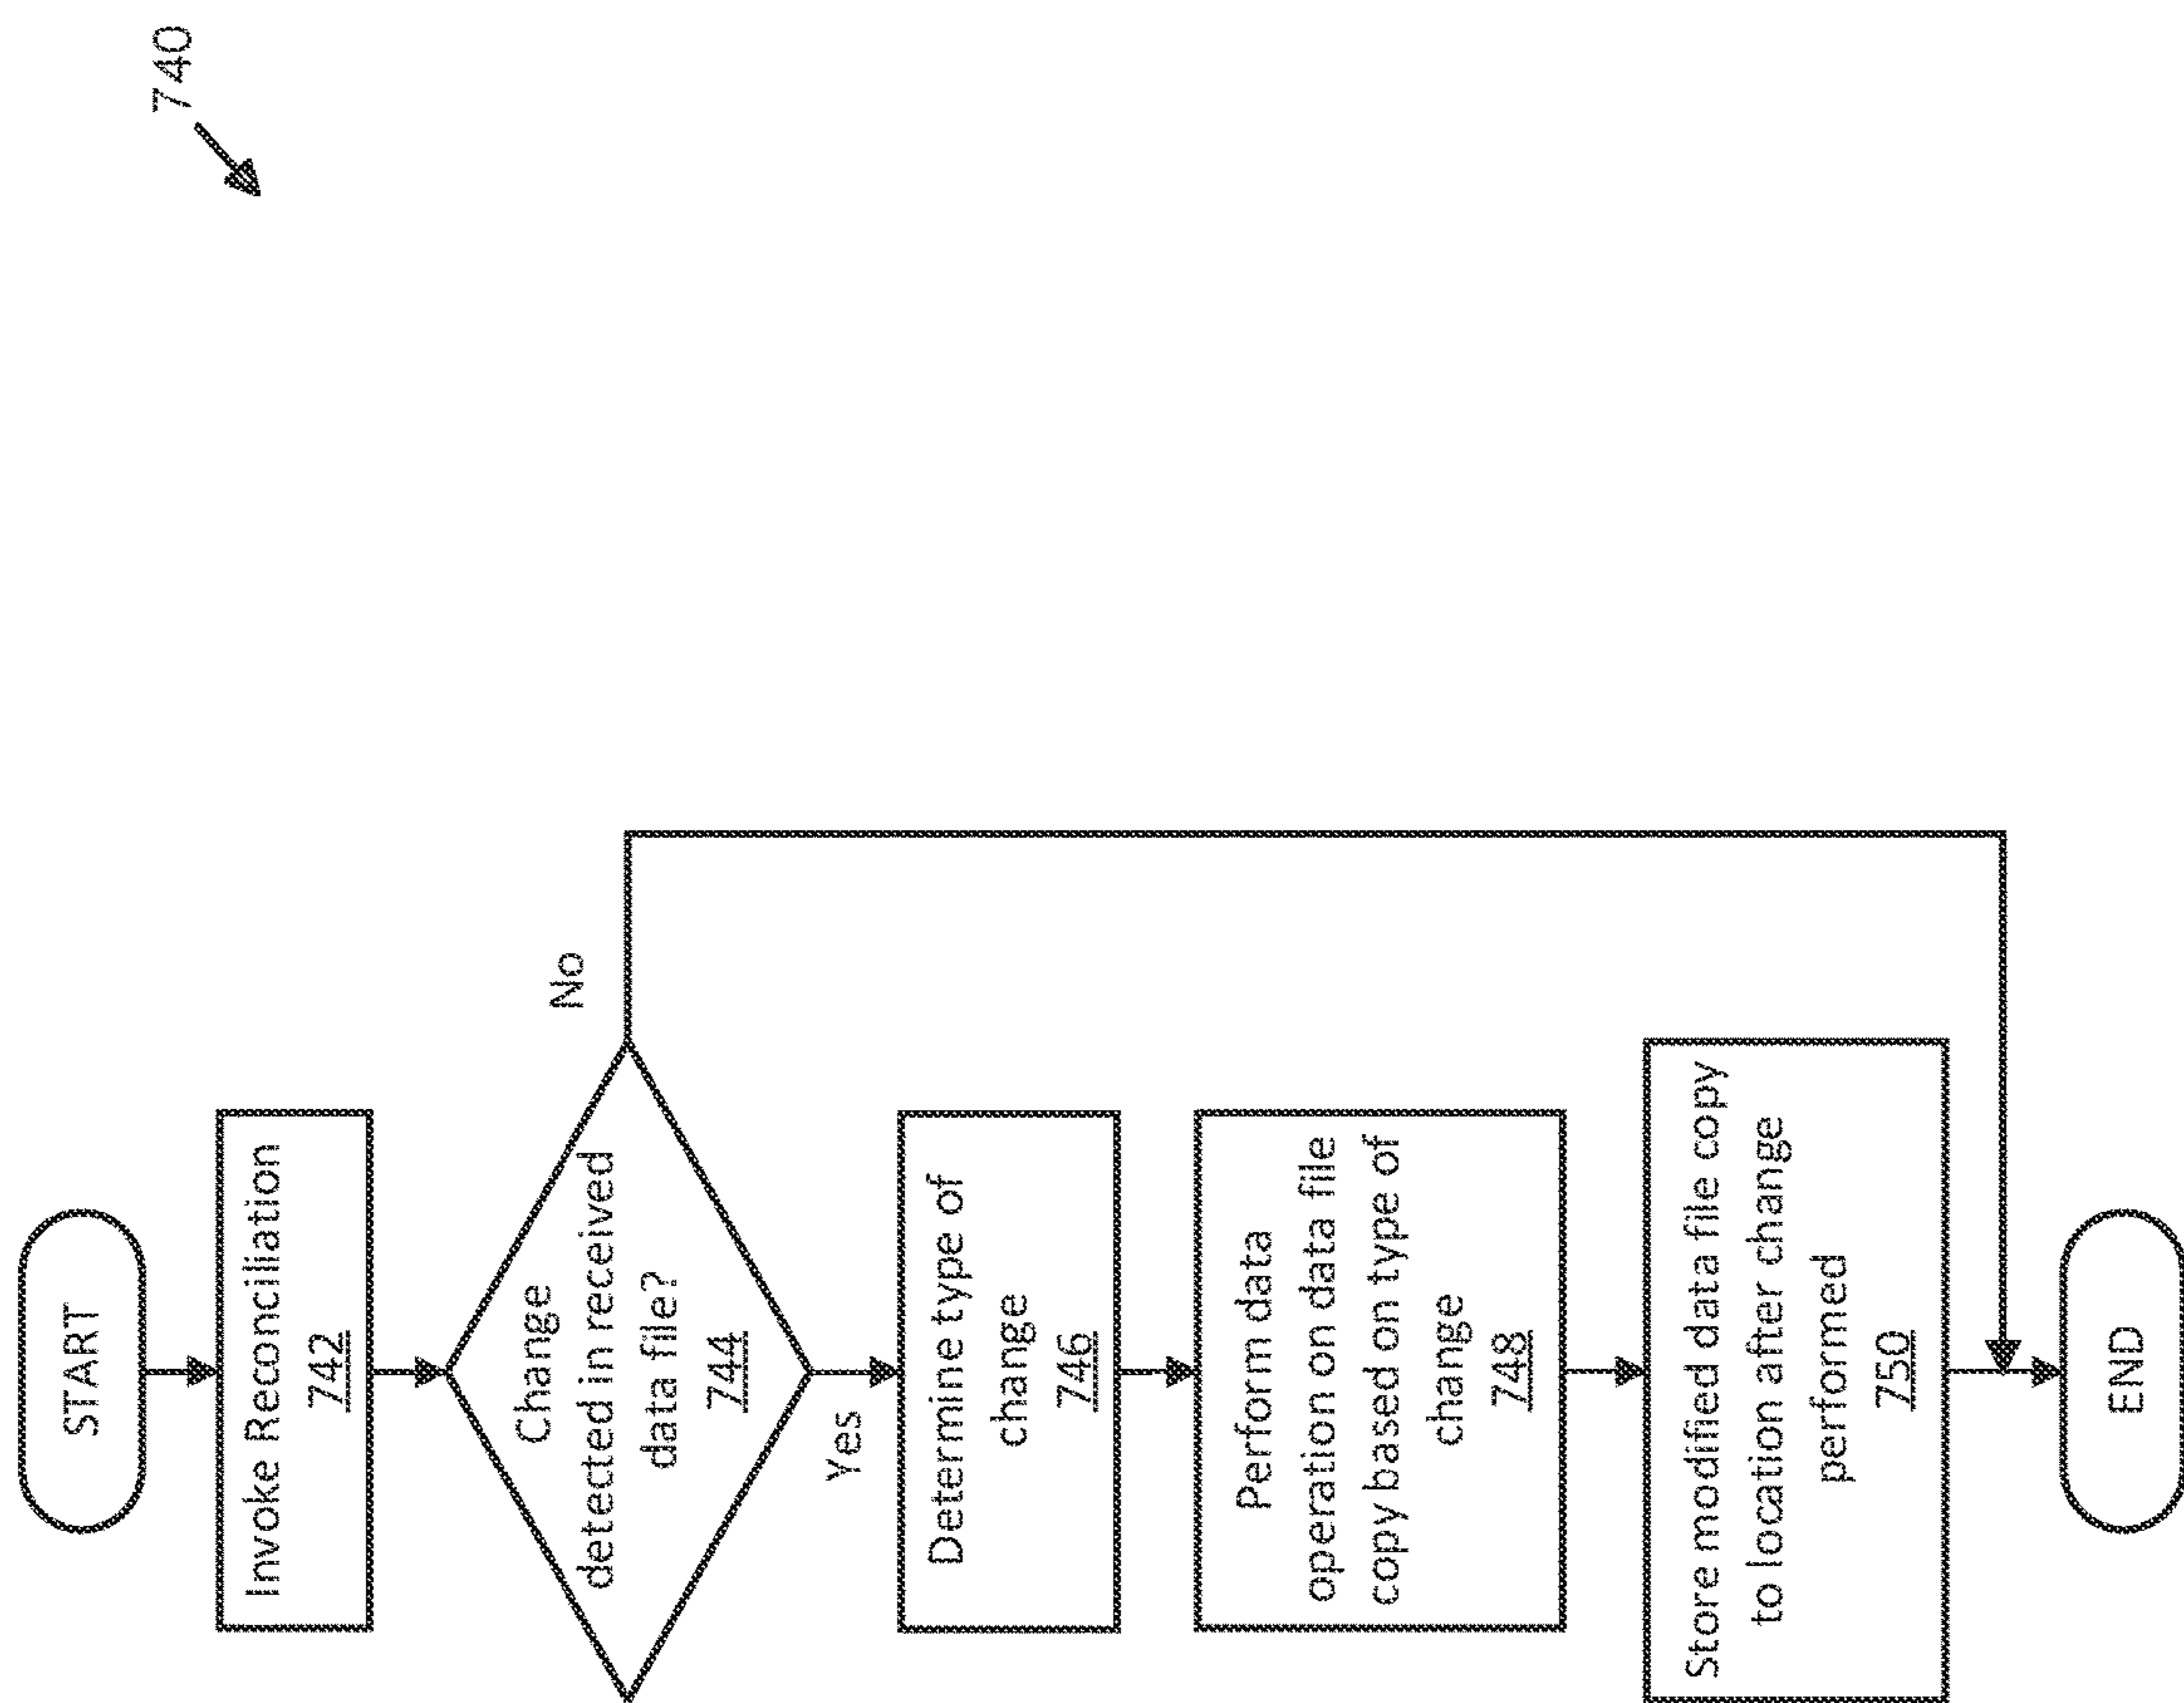 740
START
Invoke Reconciliation
742
Change
detected in received
data file?
744
No
Yes
Determine type of
change
746
Perform data
operation on data file
copy based on type of
change
748
Store modified data file copy
to location after change
performed
750
END